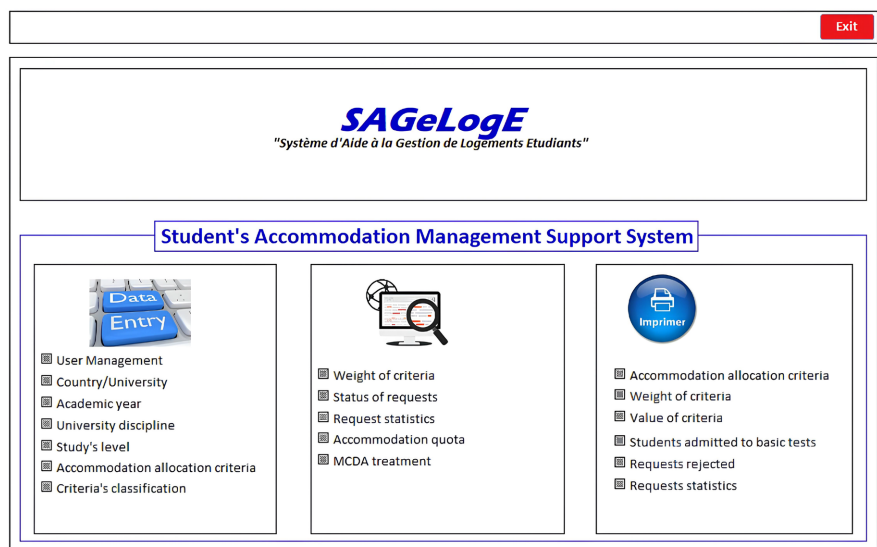 Exit
SAGeLogE
"Système d'Aide à la Gestion de Logements Etudiants"
Student's Accommodation Management Support System
Data
Entry
User Management
Country/University
Academic year
University discipline
Study's level
Accommodation allocation criteria
Criteria's classification
Weight of criteria
Status of requests
Request statistics
Accommodation quota
MCDA treatment
Imprimer
Accommodation allocation criteria
Weight of criteria
Value of criteria
Students admitted to basic tests
Requests rejected
Requests statistics